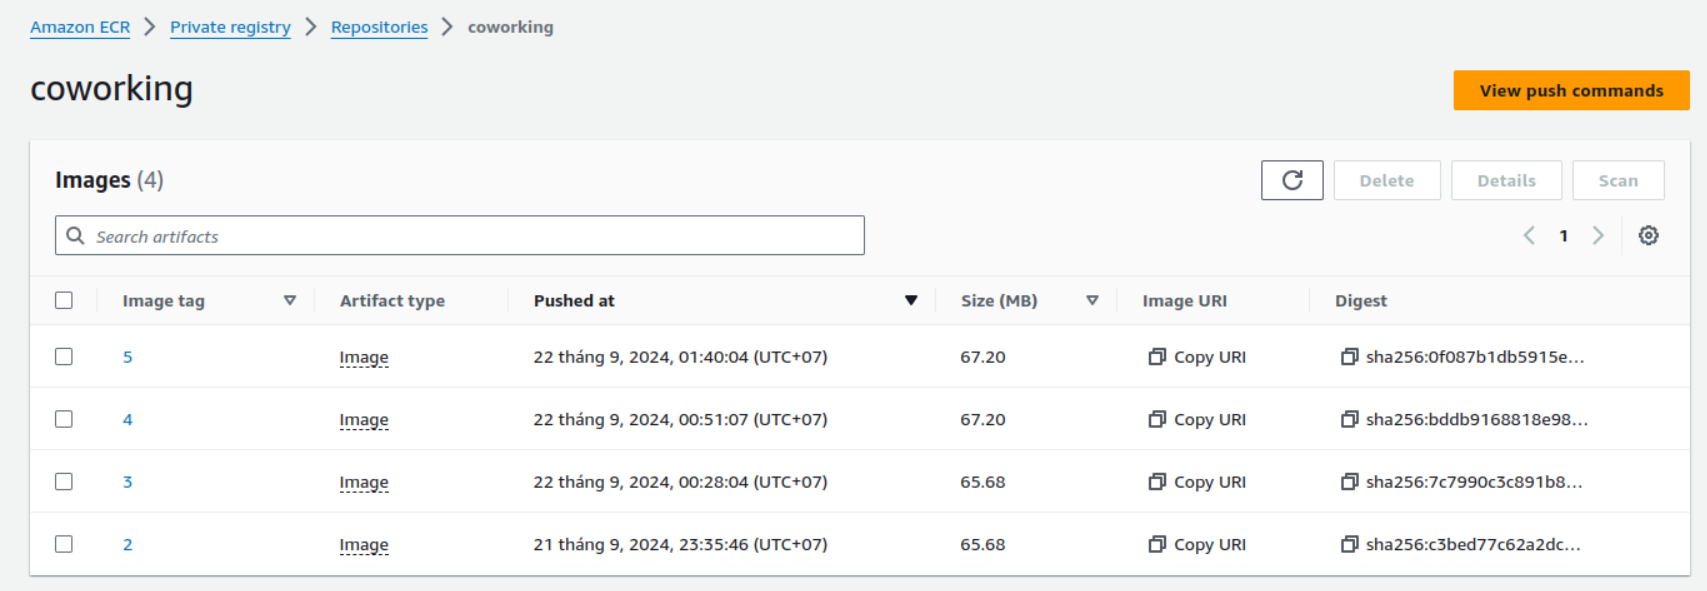 Amazon ECR > Private registry > Repositories > coworking
coworking
View push commands
Images (4)
Delete Details Scan
Search artifacts
1
Image tag Artifact type Pushed at Size (MB) Image URI Digest
5 Image 22 tháng 9, 2024, 01:40:04 (UTC+07) 67.20 Copy URI sha256:0f087b1db5915e...
4 Image 22 tháng 9, 2024, 00:51:07 (UTC+07) 67.20 Copy URI sha256:bddb9168818e98...
3 Image 22 tháng 9, 2024, 00:28:04 (UTC+07) 65.68 Copy URI sha256:7c7990c3c891b8...
2 Image 21 tháng 9, 2024, 23:35:46 (UTC+07) 65.68 Copy URI sha256:c3bed77c62a2dc...